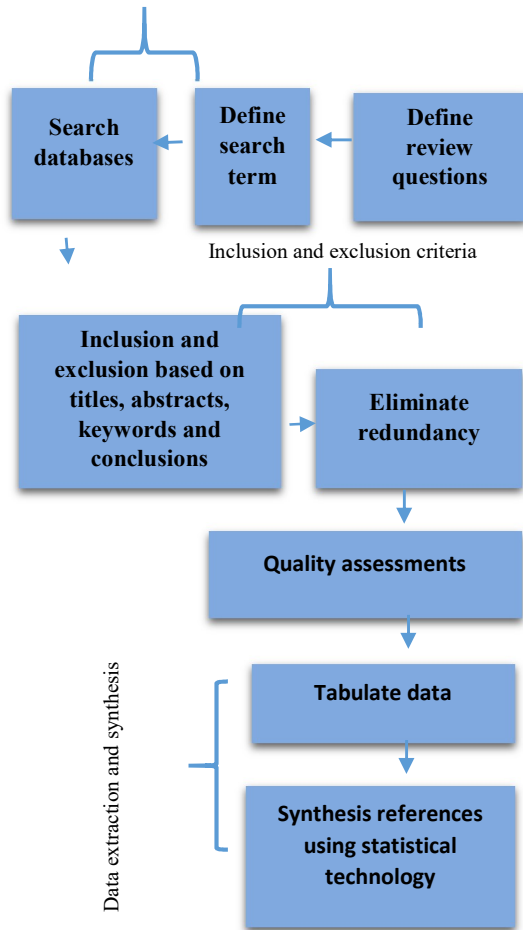 Search
databases
Define
search
term
Define
review
questions
Inclusion and exclusion criteria
Inclusion and
exclusion based on
titles, abstracts,
keywords and
conclusions
Eliminate
redundancy
Quality assessments
Data extraction and synthesis
Tabulate data
Synthesis references
using statistical
technology